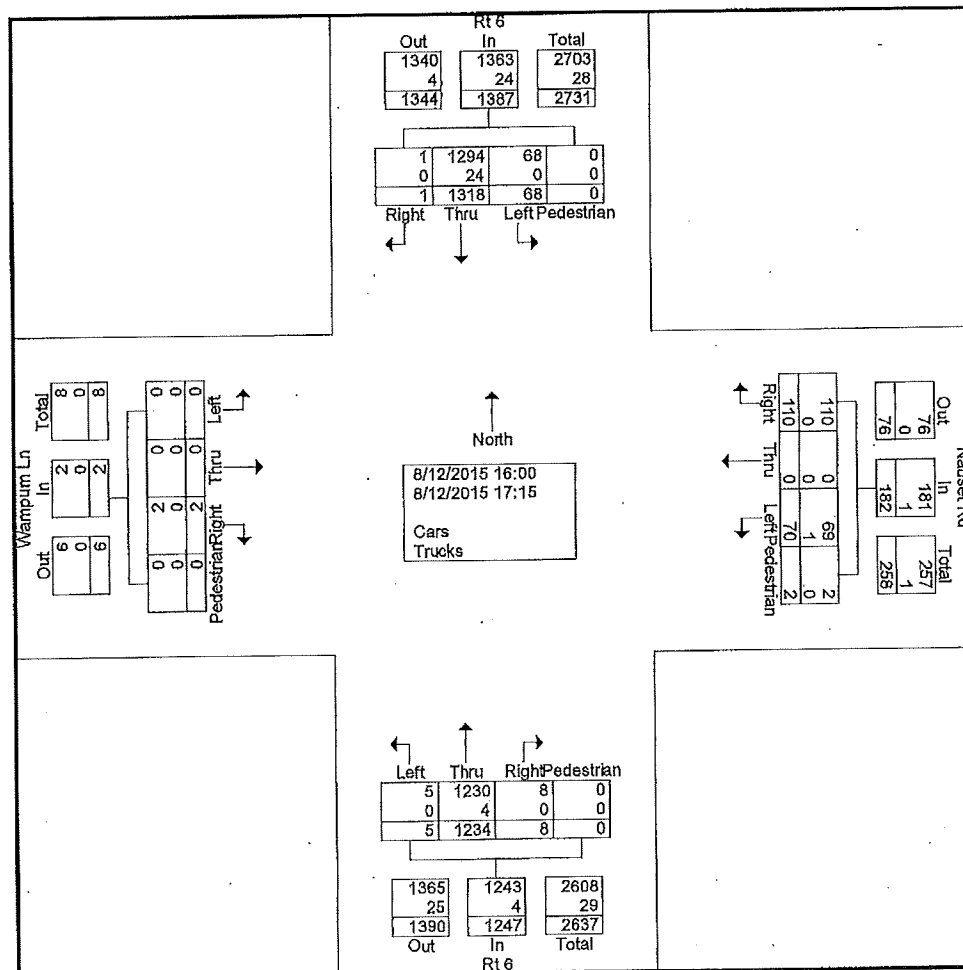 Rt 6
Out In Total
1340 1363 2703
4 24 28
1344 1387 2731
1 1294 68 0
0 24 0 0
1 1318 68 0
Right Thru Left Pedestrian
Wampum Ln
Total In Out
8 2 6
0 0 0
8 2 6
0 0 2 0
0 0 0 0
0 0 2 0
Left Thru Right Pedestrian
North
8/12/2015 16:00
8/12/2015 17:15
Cars
Trucks
Right Thru Left Pedestrian
110 0 69 2
0 0 1 0
110 0 70 2
Out In Total
76 181 257
0 1 1
76 182 258
Left Thru Right Pedestrian
5 1230 8 0
0 4 0 0
5 1234 8 0
1365 1243 2608
25 4 29
1390 1247 2637
Out In Total
Rt 6